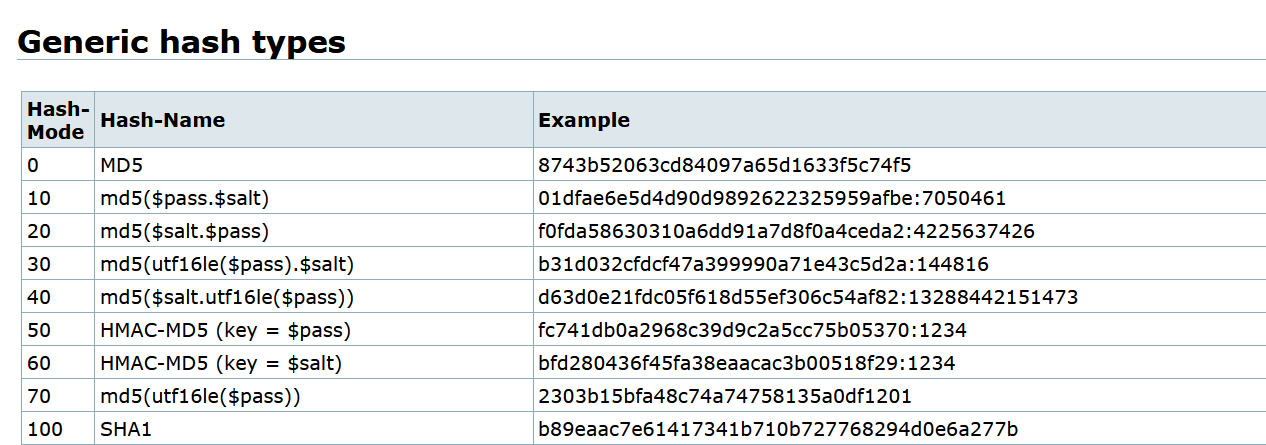 Generic hash types
Hash-Mode Hash-Name Example
0 MD5 8743b52063cd84097a65d1633f5c74f5
10 md5($pass.$salt) 01dfae6e5d4d90d9892622325959afbe:7050461
20 md5($salt.$pass) f0fda58630310a6dd91a7d8f0a4ceda2:4225637426
30 md5(utf16le($pass).$salt) b31d032cfdcf47a399990a71e43c5d2a:144816
40 md5($salt.utf16le($pass)) d63d0e21fdc05f618d55ef306c54af82:13288442151473
50 HMAC-MD5 (key = $pass) fc741db0a2968c39d9c2a5cc75b05370:1234
60 HMAC-MD5 (key = $salt) bfd280436f45fa38eaacac3b00518f29:1234
70 md5(utf16le($pass)) 2303b15bfa48c74a74758135a0df1201
100 SHA1 b89eaac7e61417341b710b727768294d0e6a277b